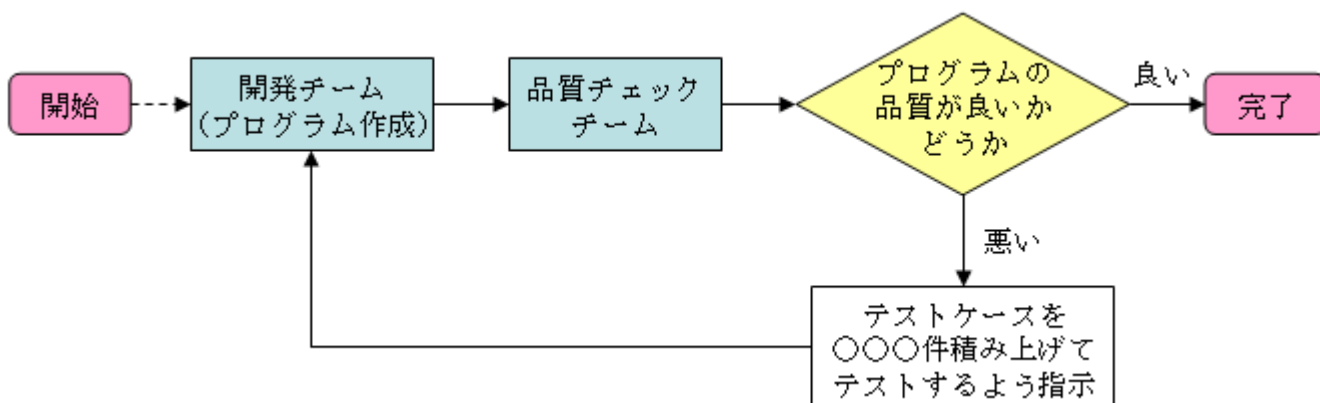 開始
開発チーム
(プログラム作成)
品質チェック
チーム
プログラムの
品質が良いか
どうか
良い
完了
悪い
テストケースを
○○○件積み上げて
テストするよう指示